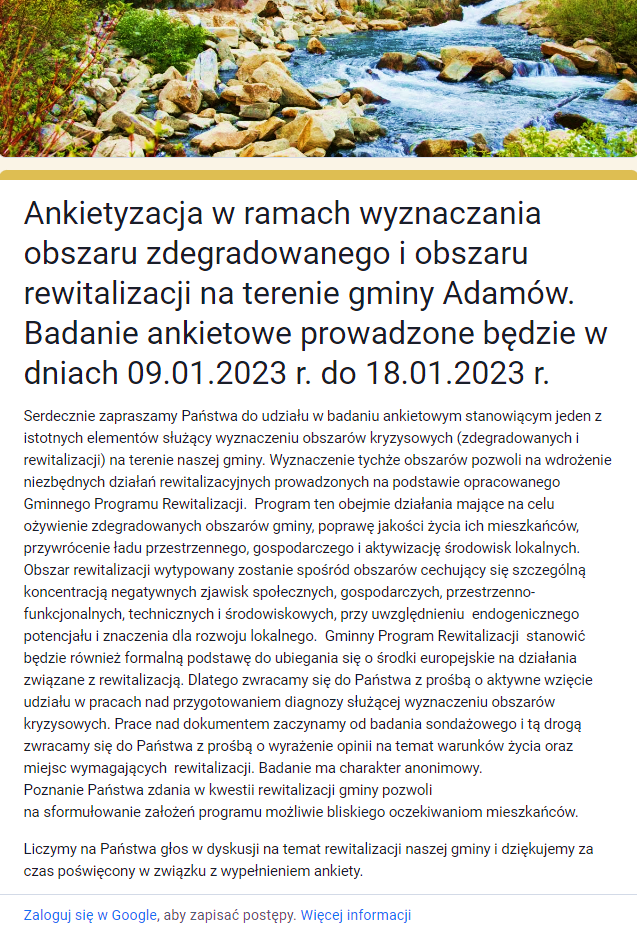 Ankietyzacja w ramach wyznaczania
obszaru zdegradowanego i obszaru
rewitalizacji na terenie gminy Adamów.
Badanie ankietowe prowadzone będzie w
dniach 09.01.2023 r. do 18.01.2023 r.
Serdecznie zapraszamy Państwa do udziału w badaniu ankietowym stanowiącym jeden z
istotnych elementów służący wyznaczeniu obszarów kryzysowych (zdegradowanych i
rewitalizacji) na terenie naszej gminy. Wyznaczenie tychże obszarów pozwoli na wdrożenie
niezbędnych działań rewitalizacyjnych prowadzonych na podstawie opracowanego
Gminnego Programu Rewitalizacji.  Program ten obejmie działania mające na celu
ożywienie zdegradowanych obszarów gminy, poprawę jakości życia ich mieszkańców,
przywrócenie ładu przestrzennego, gospodarczego i aktywizację środowisk lokalnych.
Obszar rewitalizacji wytypowany zostanie spośród obszarów cechujący się szczególną
koncentracją negatywnych zjawisk społecznych, gospodarczych, przestrzenno-
funkcjonalnych, technicznych i środowiskowych, przy uwzględnieniu  endogenicznego
potencjału i znaczenia dla rozwoju lokalnego.  Gminny Program Rewitalizacji  stanowić
będzie również formalną podstawę do ubiegania się o środki europejskie na działania
związane z rewitalizacją. Dlatego zwracamy się do Państwa z prośbą o aktywne wzięcie
udziału w pracach nad przygotowaniem diagnozy służącej wyznaczeniu obszarów
kryzysowych. Prace nad dokumentem zaczynamy od badania sondażowego i tą drogą
zwracamy się do Państwa z prośbą o wyrażenie opinii na temat warunków życia oraz
miejsc wymagających  rewitalizacji. Badanie ma charakter anonimowy.
Poznanie Państwa zdania w kwestii rewitalizacji gminy pozwoli
na sformułowanie założeń programu możliwie bliskiego oczekiwaniom mieszkańców.
Liczymy na Państwa głos w dyskusji na temat rewitalizacji naszej gminy i dziękujemy za
czas poświęcony w związku z wypełnieniem ankiety.
Zaloguj się w Google, aby zapisać postępy. Więcej informacji